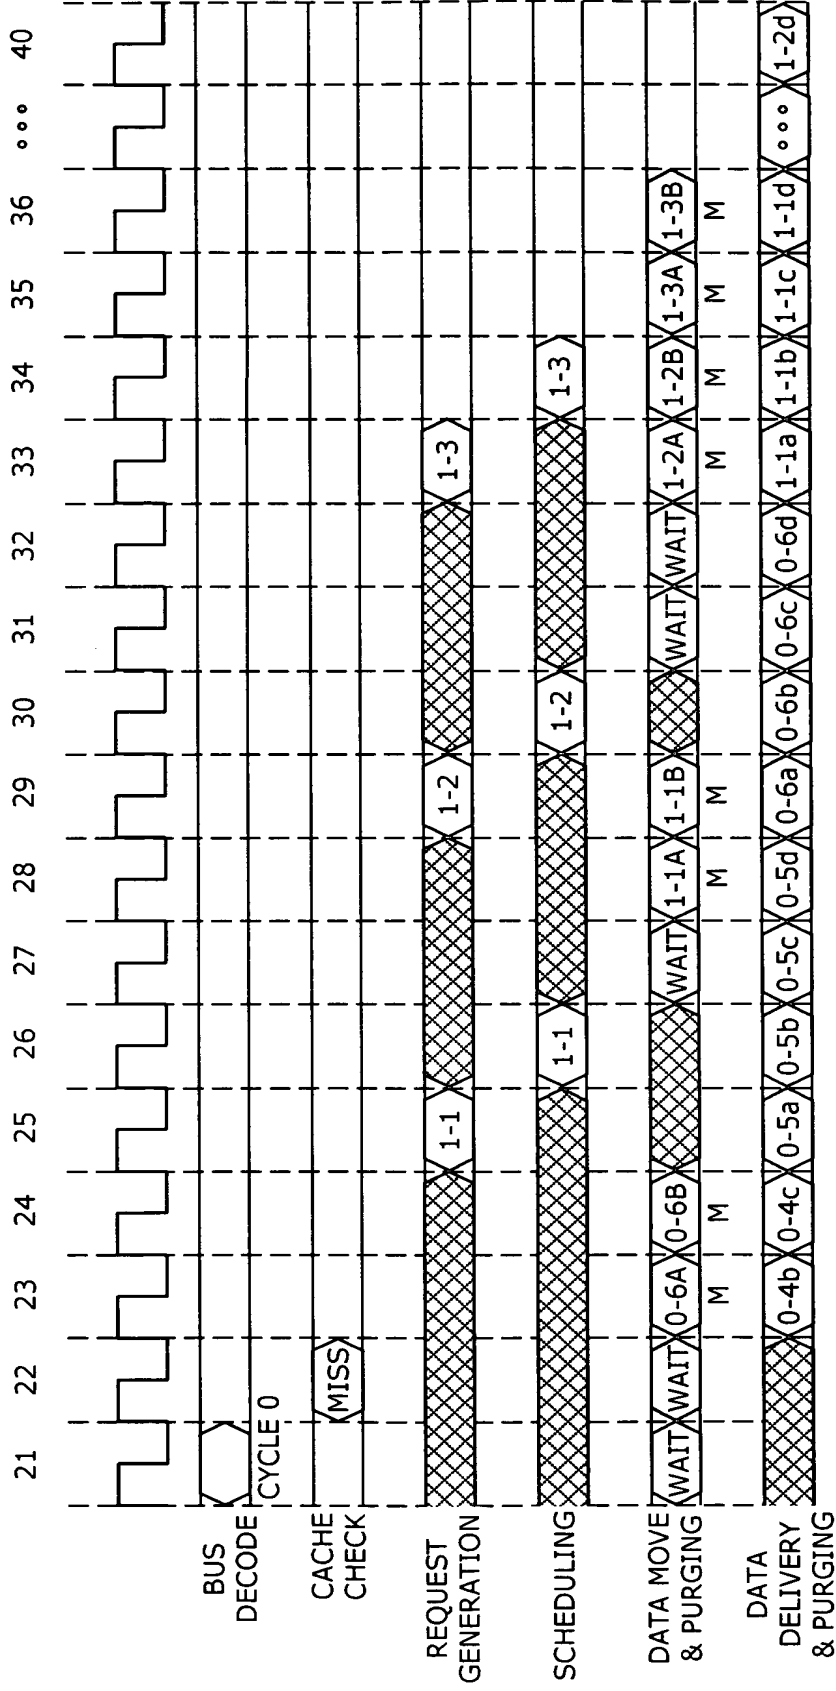 21 22 23 24 25 26 27 28 29 30 31 32 33 34 35 36 ∘∘∘ 40
BUS
DECODE
CYCLE 0
CACHE
CHECK
MISS
REQUEST
GENERATION
1-1 1-2 1-3
SCHEDULING
1-1 1-2 1-3
DATA MOVE
& PURGING
WAIT WAIT 0-6A 0-6B WAIT 1-1A 1-1B WAIT WAIT 1-2A 1-2B 1-3A 1-3B
M M M M M M M M
DATA
DELIVERY
& PURGING
0-4b 0-4c 0-5a 0-5b 0-5c 0-5d 0-6a 0-6b 0-6c 0-6d 1-1a 1-1b 1-1c 1-1d ∘∘∘ 1-2d